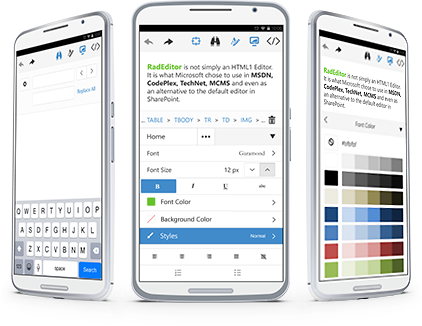 Replace All
Q W E R T Y U I O P
A S D F G H J K L
Z X C V B N M
space
Search
RadEditor is not simply an HTML1 Editor.
It is what Microsoft chose to use in MSDN,
CodePlex, TechNet, MCMS and even as
an alternative to the default editor in
SharePoint.
... TABLE > TBODY > TR > TD > IMG > ...
Home
Font Garamond
Font Size 12 px
B I U abc
Font Color
Background Color
Styles Normal
RadEditor is not simply an HTML1 Editor.
It is what Microsoft chose to use in MSDN,
CodePlex, TechNet, MCMS and even as
an alternative to the default editor in
SharePoint.
Font Color